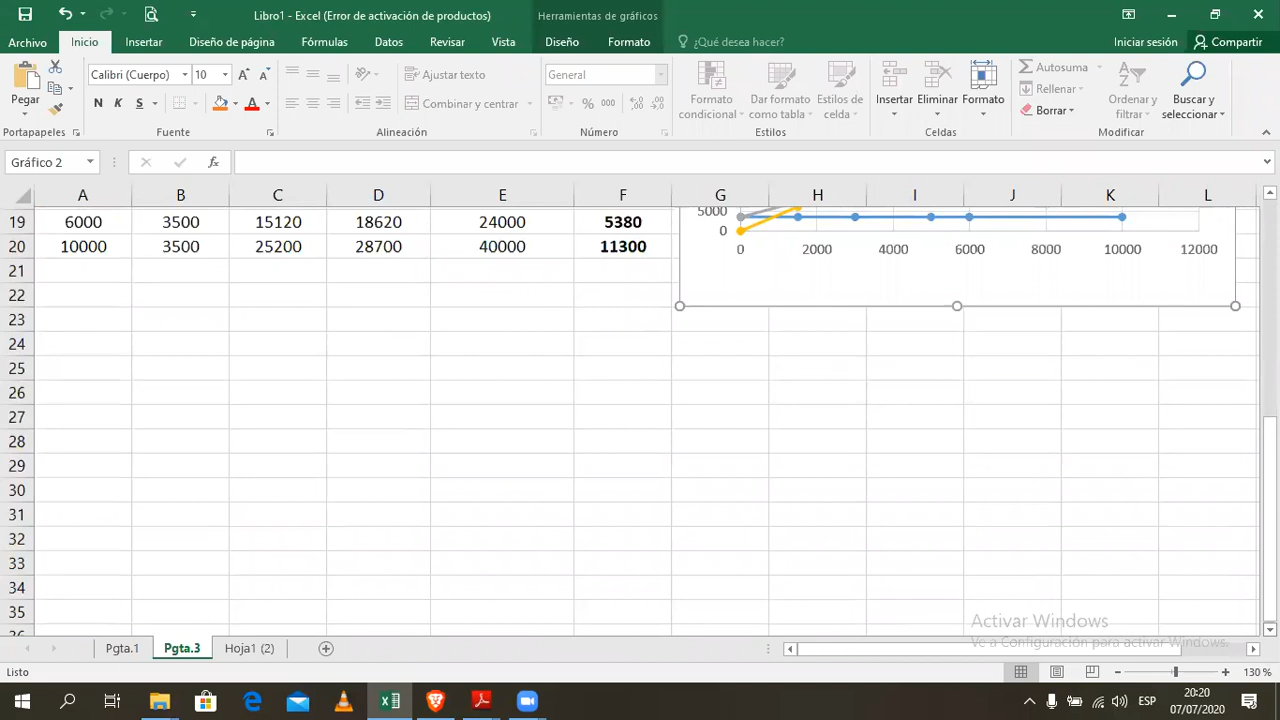 Libro1 - Excel (Error de activación de productos)
Herramientas de gráficos
Archivo Inicio Insertar Diseño de página Fórmulas Datos Revisar Vista Diseño Formato ¿Qué desea hacer? Iniciar sesión Compartir
Calibri (Cuerpo) 10 Ajustar texto General Autosuma
Rellenar
Pegar N K S Combinar y centrar % 000 Formato condicional Dar formato como tabla Estilos de celda Insertar Eliminar Formato Borrar Ordenar y filtrar Buscar y seleccionar
Portapapeles Fuente Alineación Número Estilos Celdas Modificar
Gráfico 2 fx
A B C D E F G H I J K L
19 6000 3500 15120 18620 24000 5380 5000
20 10000 3500 25200 28700 40000 11300 0
0 2000 4000 6000 8000 10000 12000
21
22
23
24
25
26
27
28
29
30
31
32
33
34
35
Activar Windows
Ve a Configuración para activar Windows.
Pgta.1 Pgta.3 Hoja1 (2)
Listo 130 %
ESP 20:20
07/07/2020